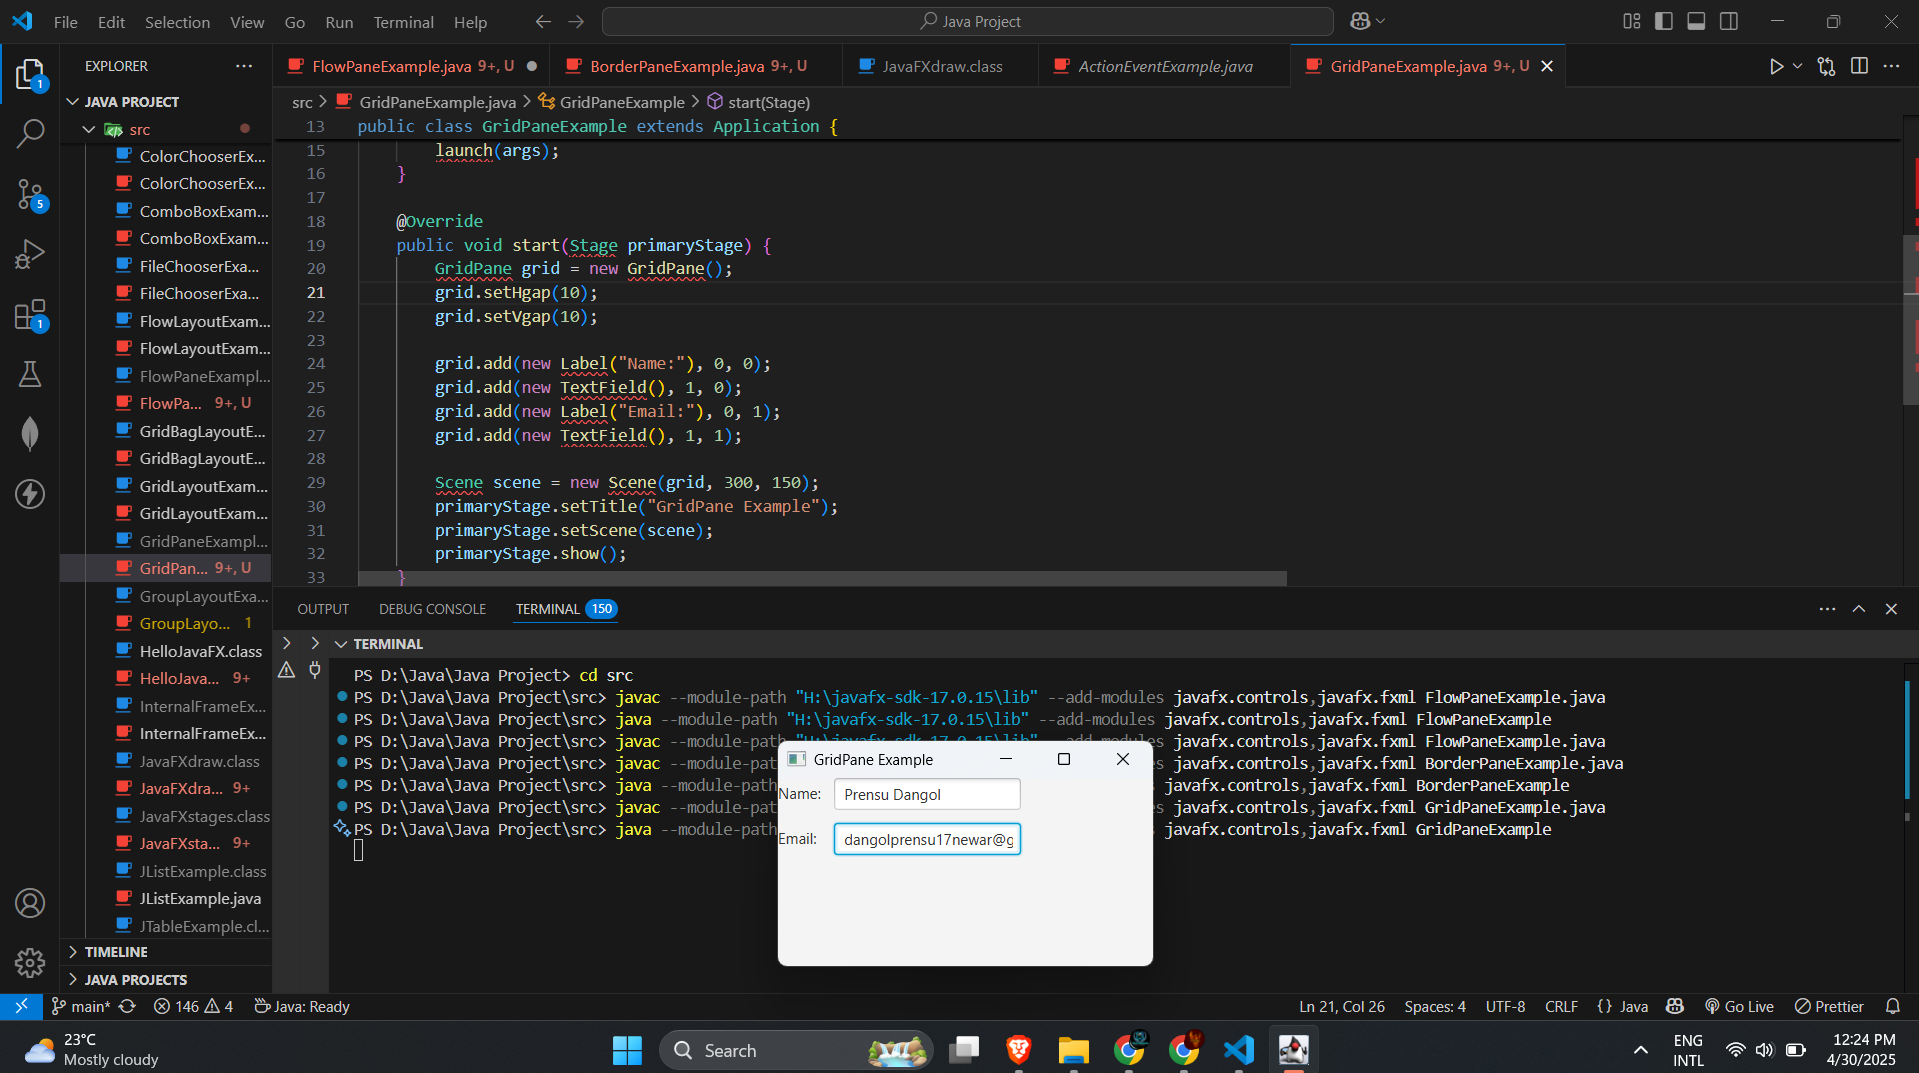 File Edit Selection View Go Run Terminal Help
Java Project
EXPLORER
JAVA PROJECT
src
ColorChooserEx...
ColorChooserEx...
ComboBoxExam...
ComboBoxExam...
FileChooserExa...
FileChooserExa...
FlowLayoutExam...
FlowLayoutExam...
FlowPaneExampl...
FlowPa... 9+, U
GridBagLayoutE...
GridBagLayoutE...
GridLayoutExam...
GridLayoutExam...
GridPaneExampl...
GridPan... 9+, U
GroupLayoutExa...
GroupLayo... 1
HelloJavaFX.class
HelloJava... 9+
InternalFrameEx...
InternalFrameEx...
JavaFXdraw.class
JavaFXdra... 9+
JavaFXstages.class
JavaFXsta... 9+
JListExample.class
JListExample.java
JTableExample.cl...
TIMELINE
JAVA PROJECTS
1
5
1
FlowPaneExample.java 9+, U
BorderPaneExample.java 9+, U
JavaFXdraw.class
ActionEventExample.java
GridPaneExample.java 9+, U
src > GridPaneExample.java > GridPaneExample > start(Stage)
13 public class GridPaneExample extends Application {
15 launch(args);
16 }
17
18 @Override
19 public void start(Stage primaryStage) {
20 GridPane grid = new GridPane();
21 grid.setHgap(10);
22 grid.setVgap(10);
23
24 grid.add(new Label("Name:"), 0, 0);
25 grid.add(new TextField(), 1, 0);
26 grid.add(new Label("Email:"), 0, 1);
27 grid.add(new TextField(), 1, 1);
28
29 Scene scene = new Scene(grid, 300, 150);
30 primaryStage.setTitle("GridPane Example");
31 primaryStage.setScene(scene);
32 primaryStage.show();
33 }
OUTPUT DEBUG CONSOLE TERMINAL 150
TERMINAL
PS D:\Java\Java Project> cd src
PS D:\Java\Java Project\src> javac --module-path "H:\javafx-sdk-17.0.15\lib" --add-modules javafx.controls,javafx.fxml FlowPaneExample.java
PS D:\Java\Java Project\src> java --module-path "H:\javafx-sdk-17.0.15\lib" --add-modules javafx.controls,javafx.fxml FlowPaneExample
PS D:\Java\Java Project\src> javac --module-path "H:\javafx-sdk-17.0.15\lib" --add-modules javafx.controls,javafx.fxml FlowPaneExample.java
PS D:\Java\Java Project\src> javac --module-pat s javafx.controls,javafx.fxml BorderPaneExample.java
PS D:\Java\Java Project\src> java --module-path s javafx.controls,javafx.fxml BorderPaneExample
PS D:\Java\Java Project\src> javac --module-pat s javafx.controls,javafx.fxml GridPaneExample.java
PS D:\Java\Java Project\src> java --module-path s javafx.controls,javafx.fxml GridPaneExample
GridPane Example
Name: Prensu Dangol
Email: dangolprensu17newar@g
main* 146 4 Java: Ready
Ln 21, Col 26 Spaces: 4 UTF-8 CRLF {} Java Go Live Prettier
23°C
Mostly cloudy
Search
ENG
INTL
12:24 PM
4/30/2025